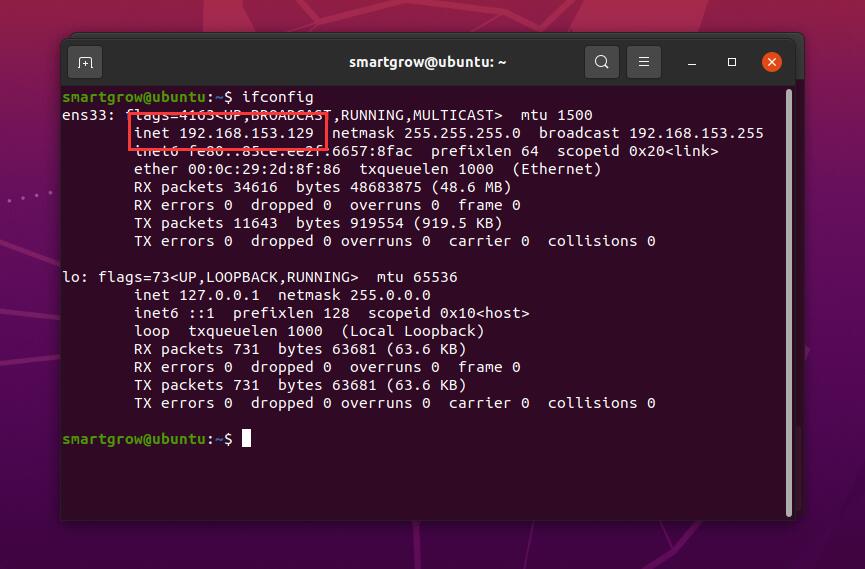 smartgrow@ubuntu: ~
smartgrow@ubuntu:~$ ifconfig
ens33: flags=4163<UP,BROADCAST,RUNNING,MULTICAST>  mtu 1500
        inet 192.168.153.129  netmask 255.255.255.0  broadcast 192.168.153.255
        inet6 fe80::85ce:ee2f:6657:8fac  prefixlen 64  scopeid 0x20<link>
        ether 00:0c:29:2d:8f:86  txqueuelen 1000  (Ethernet)
        RX packets 34616  bytes 48683875 (48.6 MB)
        RX errors 0  dropped 0  overruns 0  frame 0
        TX packets 11643  bytes 919554 (919.5 KB)
        TX errors 0  dropped 0 overruns 0  carrier 0  collisions 0
lo: flags=73<UP,LOOPBACK,RUNNING>  mtu 65536
        inet 127.0.0.1  netmask 255.0.0.0
        inet6 ::1  prefixlen 128  scopeid 0x10<host>
        loop  txqueuelen 1000  (Local Loopback)
        RX packets 731  bytes 63681 (63.6 KB)
        RX errors 0  dropped 0  overruns 0  frame 0
        TX packets 731  bytes 63681 (63.6 KB)
        TX errors 0  dropped 0 overruns 0  carrier 0  collisions 0
smartgrow@ubuntu:~$